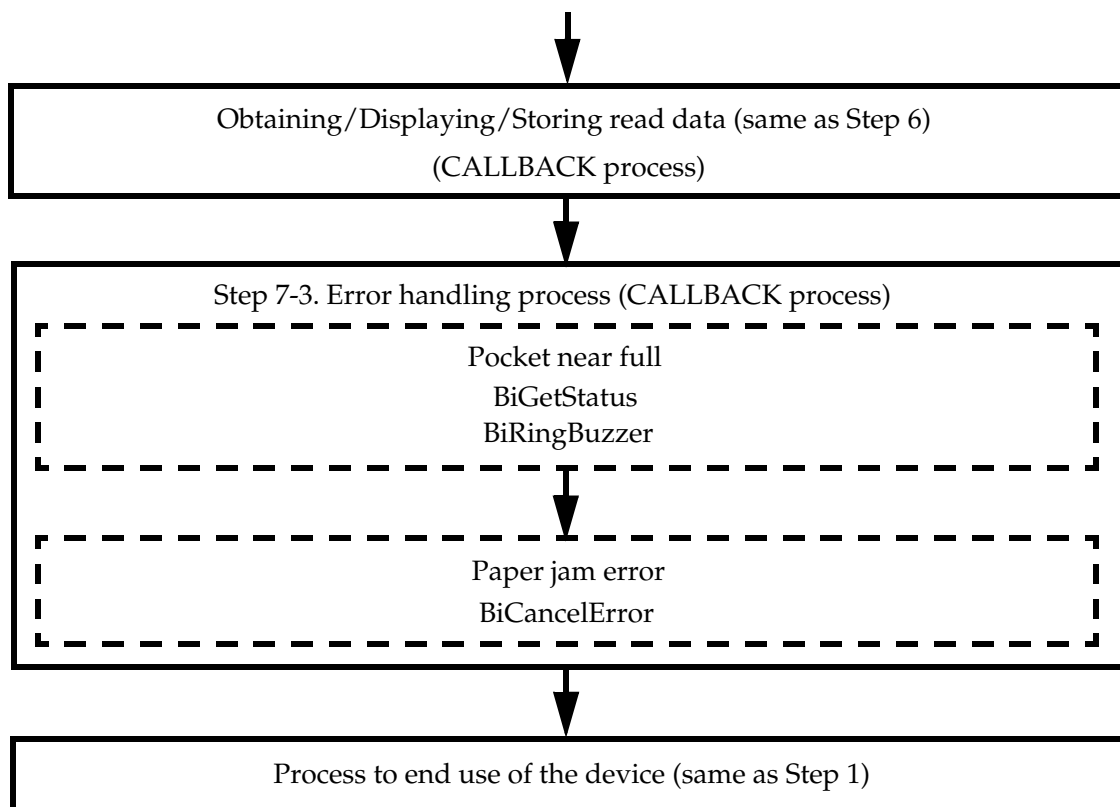 Obtaining/Displaying/Storing read data (same as Step 6)
(CALLBACK process)
Step 7-3. Error handling process (CALLBACK process)
Pocket near full
BiGetStatus
BiRingBuzzer
Paper jam error
BiCancelError
Process to end use of the device (same as Step 1)